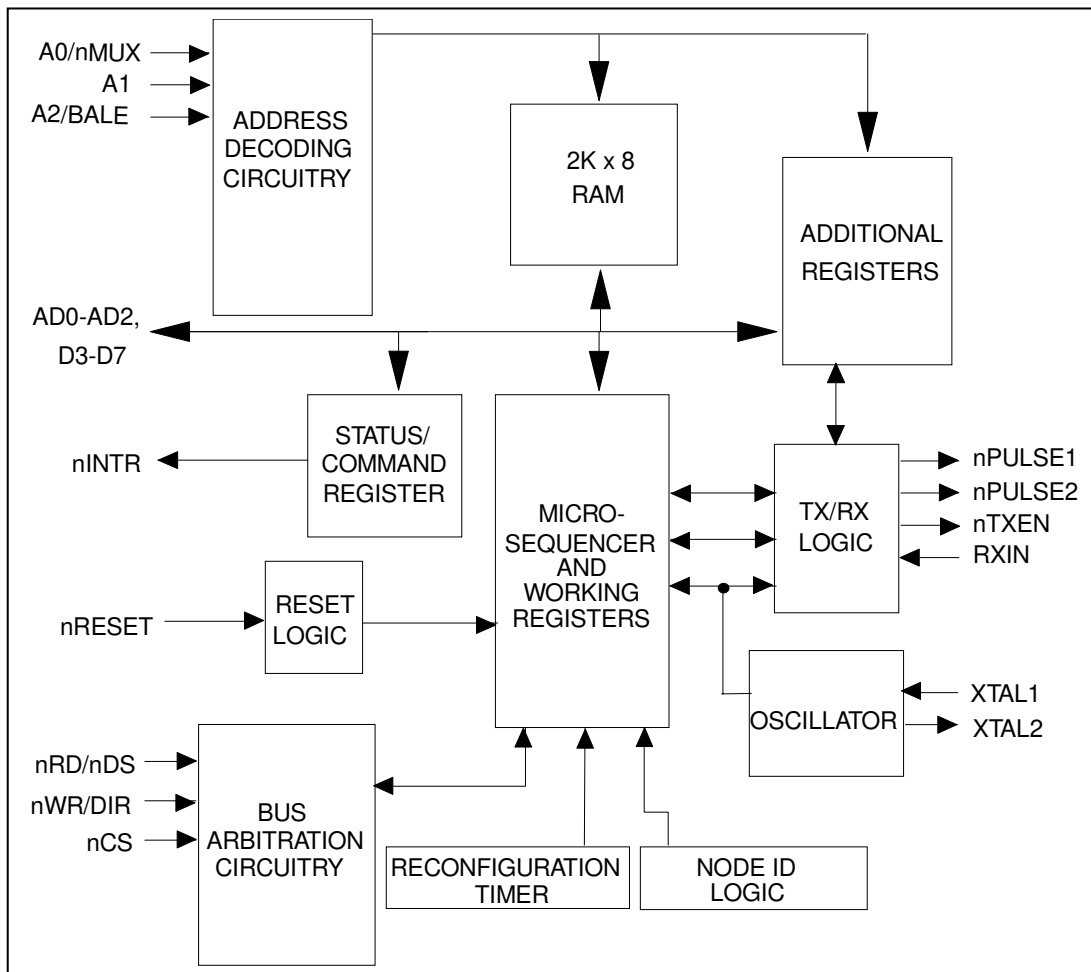 A0/nMUX
A1
A2/BALE
ADDRESS
DECODING
CIRCUITRY
2K x 8
RAM
ADDITIONAL
REGISTERS
AD0-AD2,
D3-D7
nINTR
STATUS/
COMMAND
REGISTER
MICRO-
SEQUENCER
AND
WORKING
REGISTERS
TX/RX
LOGIC
nPULSE1
nPULSE2
nTXEN
RXIN
nRESET
RESET
LOGIC
OSCILLATOR
XTAL1
XTAL2
nRD/nDS
nWR/DIR
nCS
BUS
ARBITRATION
CIRCUITRY
RECONFIGURATION
TIMER
NODE ID
LOGIC